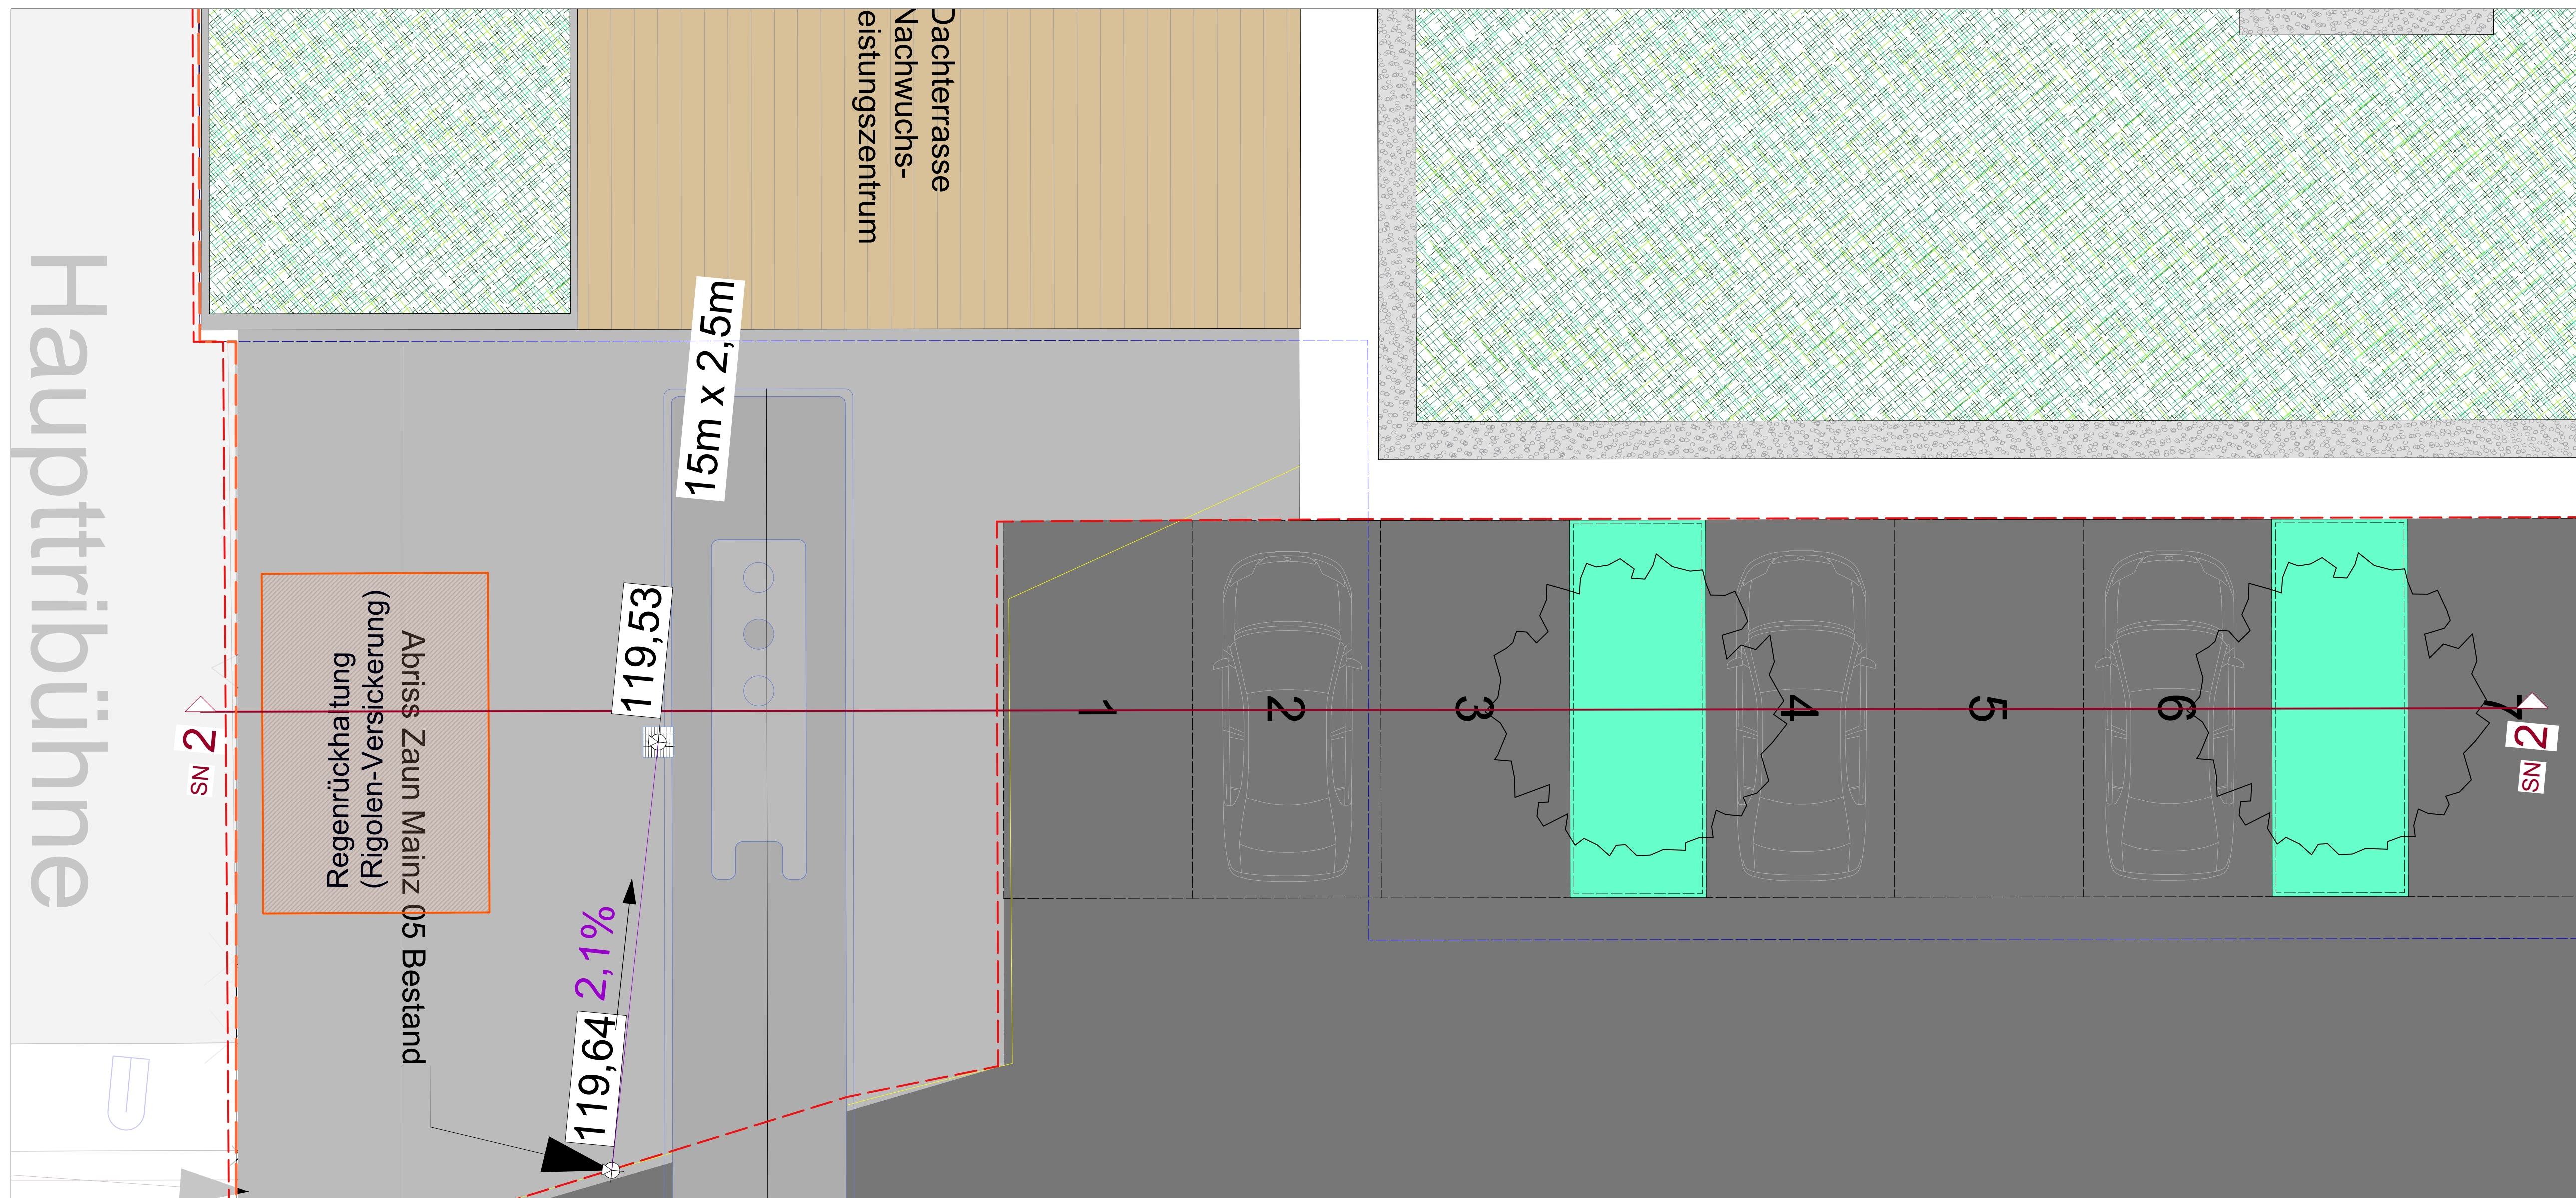 Dachterrasse
Nachwuchs-
eistungszentrum
Haupttribühne
15m x 2,5m
119,53
Regenrückhaltung
(Rigolen-Versickerung)
Abriss Zaun Mainz 05 Bestand
2,1%
119,64
SN 2
1
2
3
4
5
6
7
SN 2